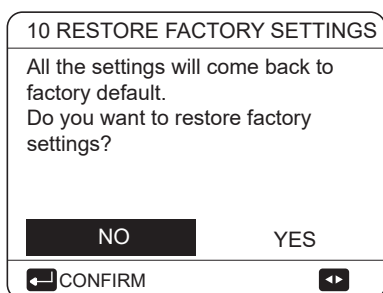 10 RESTORE FACTORY SETTINGS
All the settings will come back to
factory default.
Do you want to restore factory
settings?
NO YES
CONFIRM